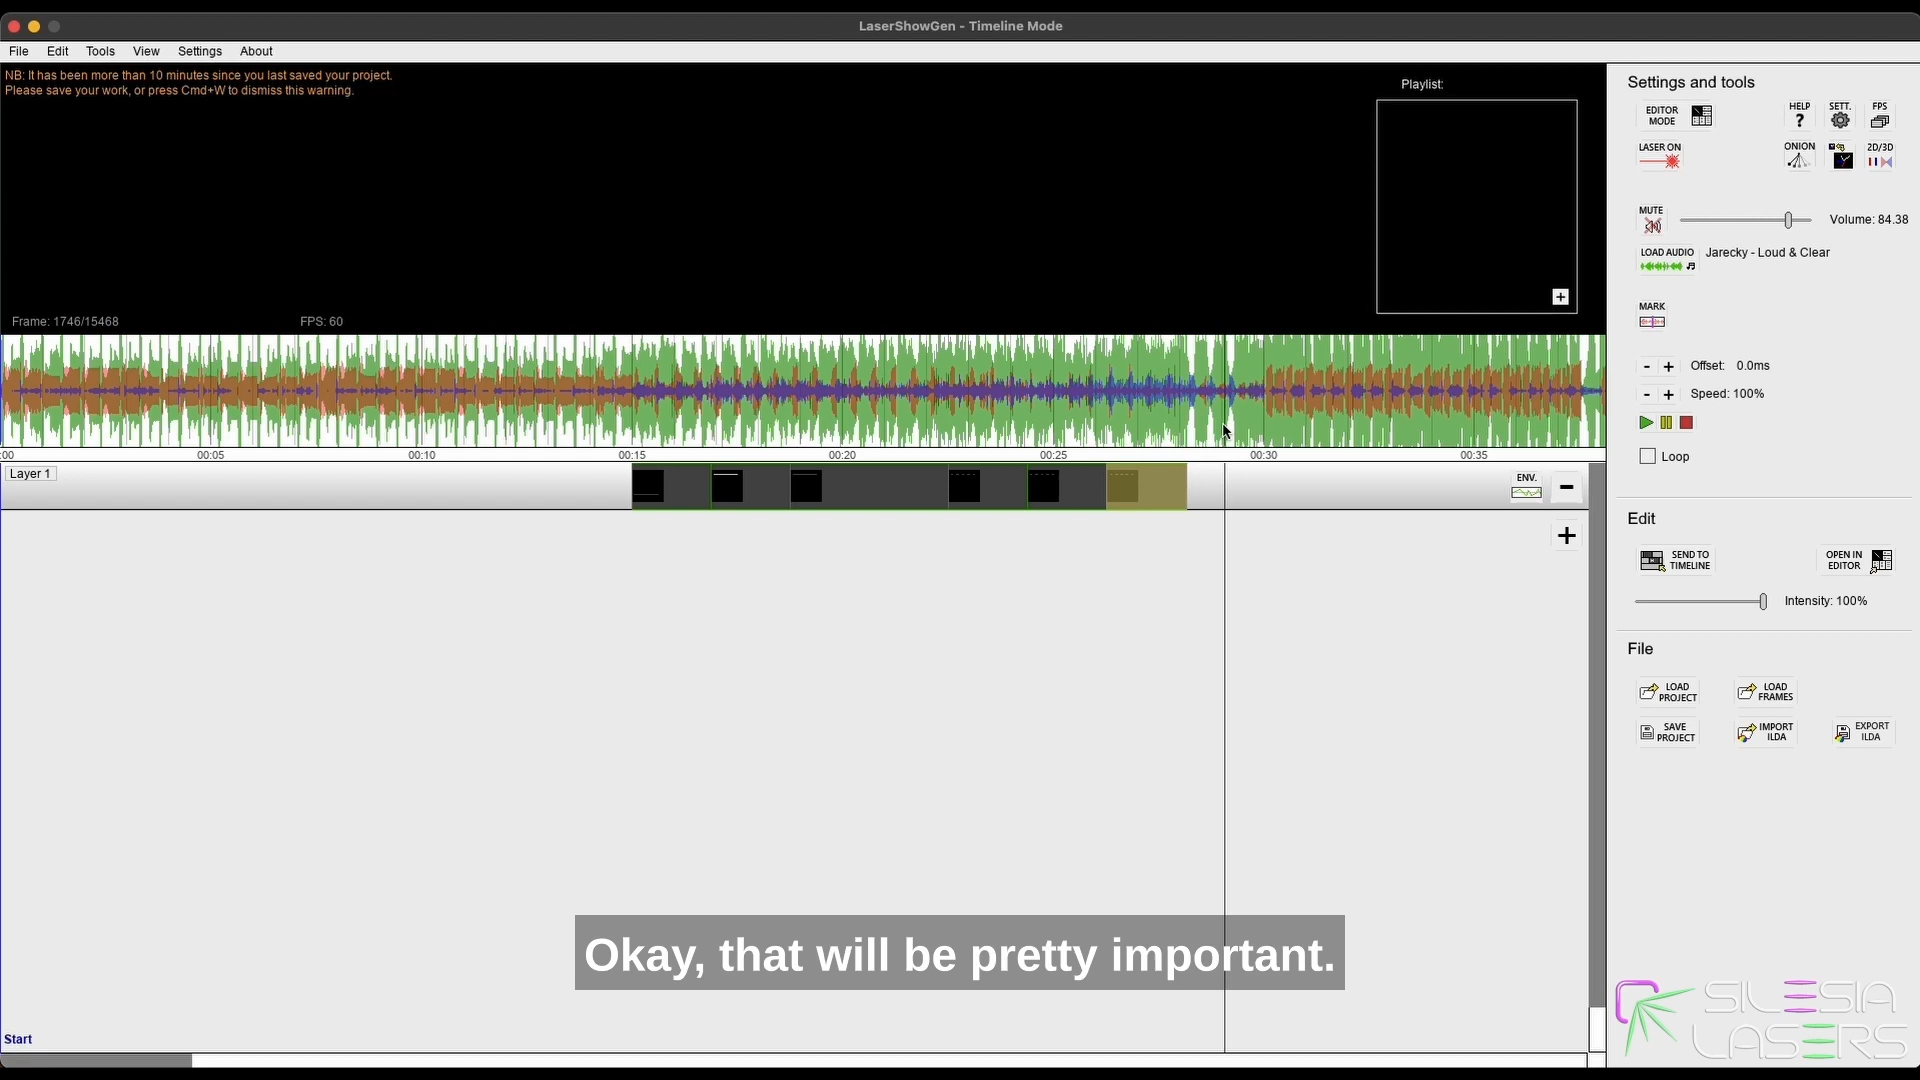 LaserShowGen - Timeline Mode
File Edit Tools View Settings About
NB: It has been more than 10 minutes since you last saved your project.
Please save your work, or press Cmd+W to dismiss this warning.
Playlist:
+
Frame: 1746/15468 FPS: 60
:00 00:05 00:10 00:15 00:20 00:25 00:30 00:35
Layer 1
ENV.
-
+
Start
Okay, that will be pretty important.
Settings and tools
EDITOR
MODE
HELP
?
SETT.
FPS
LASER ON
ONION
2D/3D
MUTE
Volume: 84.38
LOAD AUDIO
Jarecky - Loud & Clear
MARK
- + Offset: 0.0ms
- + Speed: 100%
Loop
Edit
SEND TO
TIMELINE
OPEN IN
EDITOR
Intensity: 100%
File
LOAD
PROJECT
LOAD
FRAMES
SAVE
PROJECT
IMPORT
ILDA
EXPORT
ILDA
SILESIA
LASERS